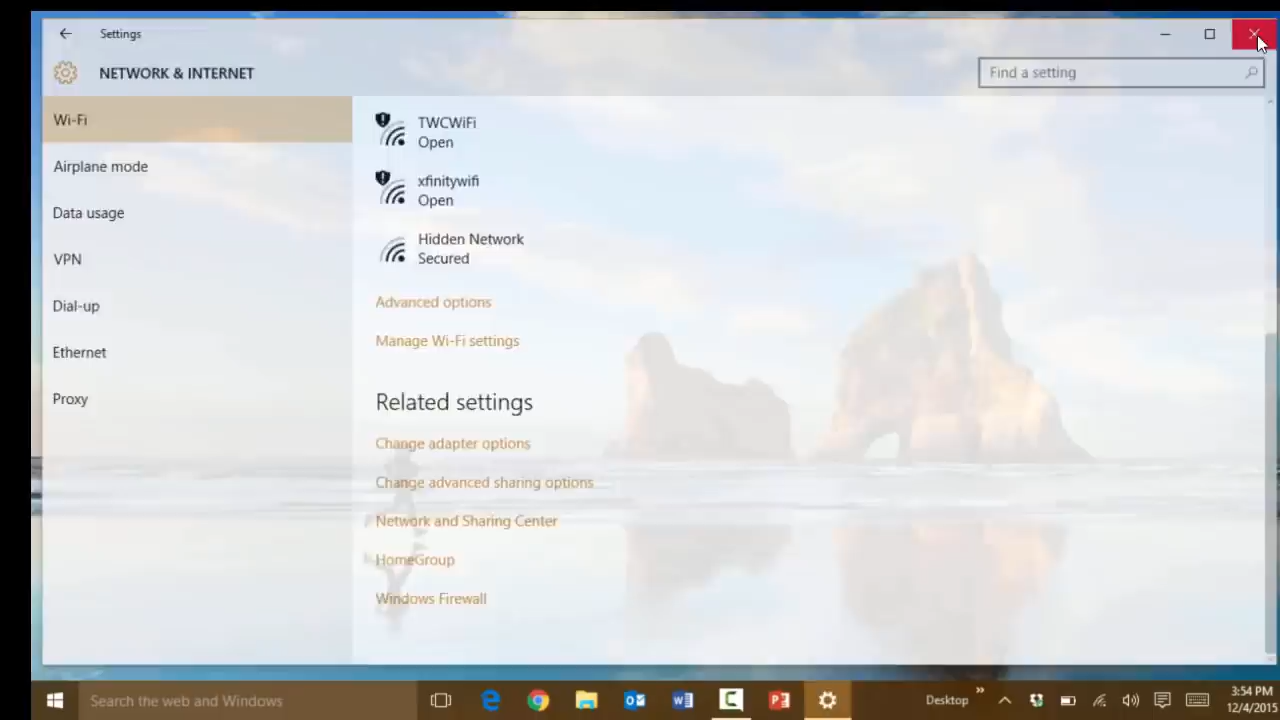 Settings
NETWORK & INTERNET
Find a setting
Wi-Fi
Airplane mode
Data usage
VPN
Dial-up
Ethernet
Proxy
TWCWiFi
Open
xfinitywifi
Open
Hidden Network
Secured
Advanced options
Manage Wi-Fi settings
Related settings
Change adapter options
Change advanced sharing options
Network and Sharing Center
HomeGroup
Windows Firewall
Search the web and Windows
Desktop
3:54 PM
12/4/2015